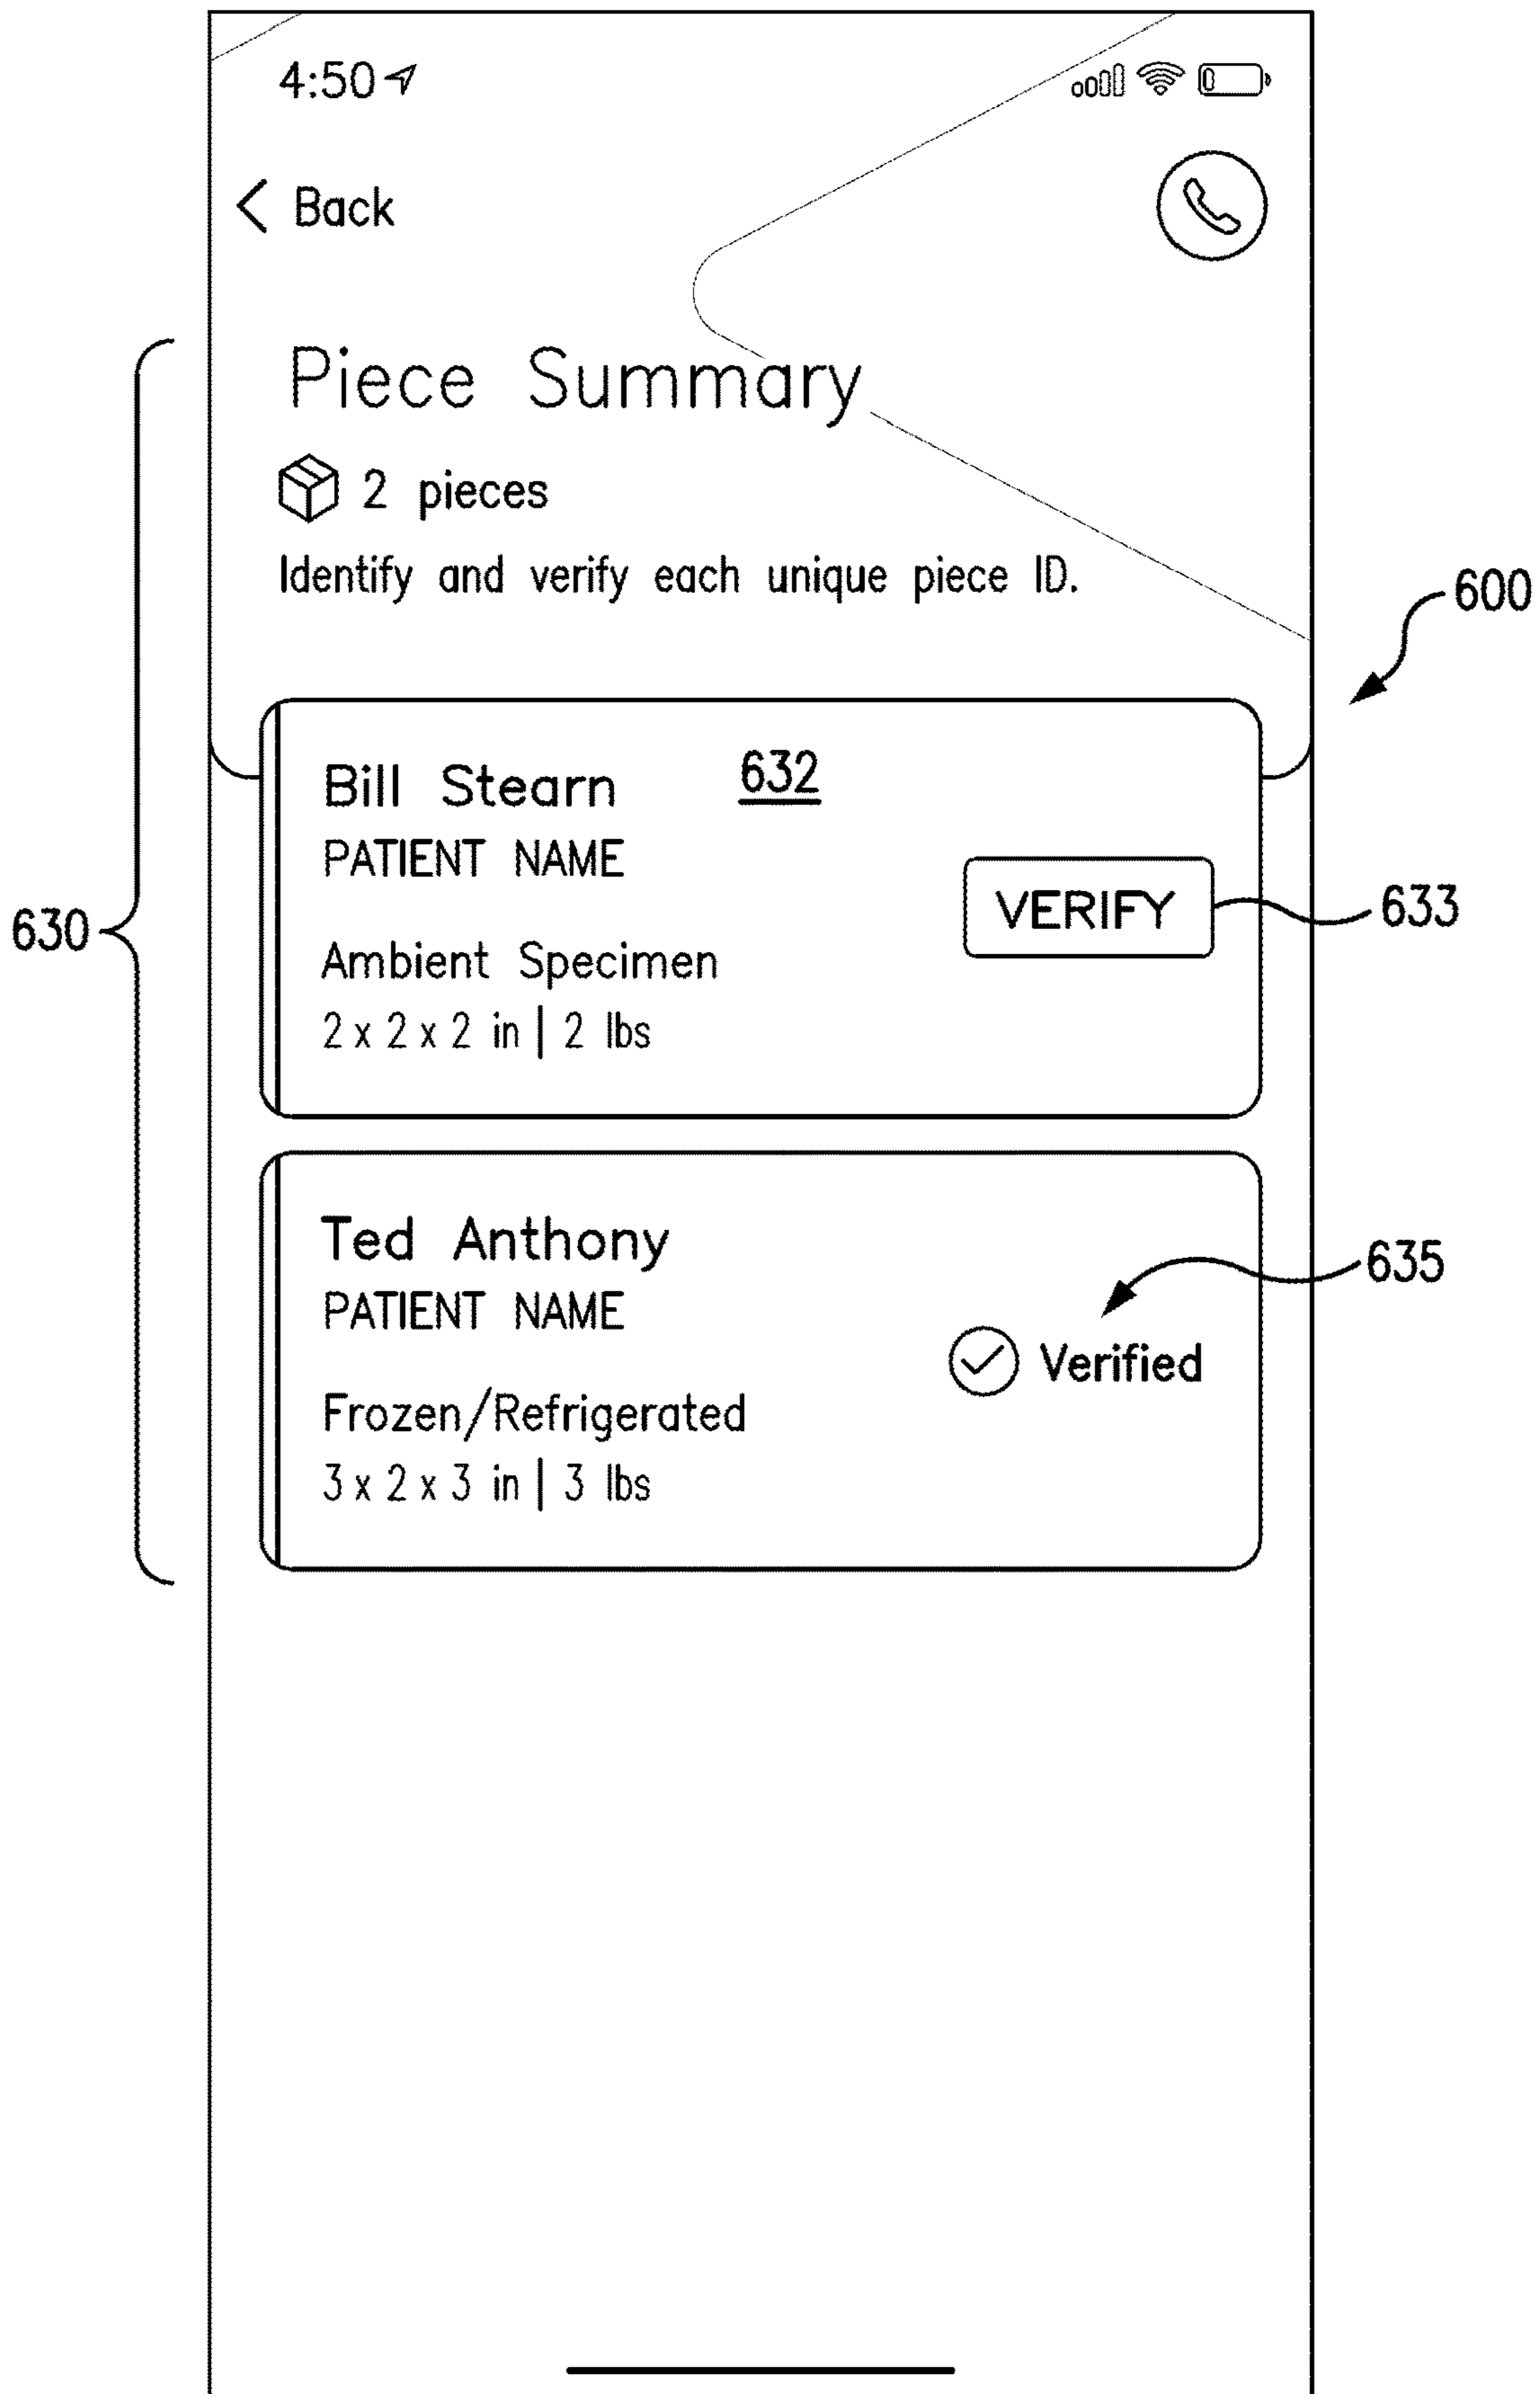 4:50
Back
Piece Summary
2 pieces
Identify and verify each unique piece ID.
600
Bill Stearn 632
PATIENT NAME
VERIFY
633
630
Ambient Specimen
2 x 2 x 2 in | 2 lbs
Ted Anthony
635
PATIENT NAME
Verified
Frozen/Refrigerated
3 x 2 x 3 in | 3 lbs